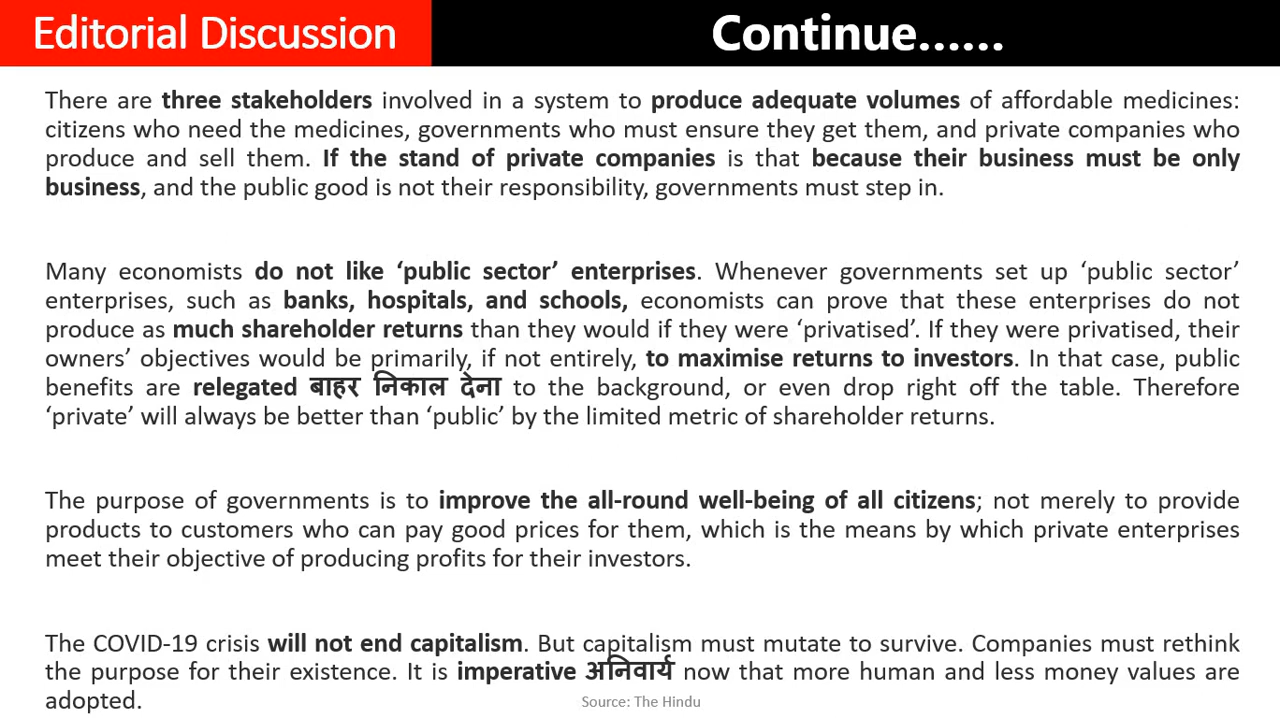 Editorial Discussion
Continue......
There are three stakeholders involved in a system to produce adequate volumes of affordable medicines:
citizens who need the medicines, governments who must ensure they get them, and private companies who
produce and sell them. If the stand of private companies is that because their business must be only
business, and the public good is not their responsibility, governments must step in.
Many economists do not like ‘public sector’ enterprises. Whenever governments set up ‘public sector’
enterprises, such as banks, hospitals, and schools, economists can prove that these enterprises do not
produce as much shareholder returns than they would if they were ‘privatised’. If they were privatised, their
owners’ objectives would be primarily, if not entirely, to maximise returns to investors. In that case, public
benefits are relegated बाहर निकाल देना to the background, or even drop right off the table. Therefore
‘private’ will always be better than ‘public’ by the limited metric of shareholder returns.
The purpose of governments is to improve the all-round well-being of all citizens; not merely to provide
products to customers who can pay good prices for them, which is the means by which private enterprises
meet their objective of producing profits for their investors.
The COVID-19 crisis will not end capitalism. But capitalism must mutate to survive. Companies must rethink
the purpose for their existence. It is imperative अनिवार्य now that more human and less money values are
adopted.
Source: The Hindu